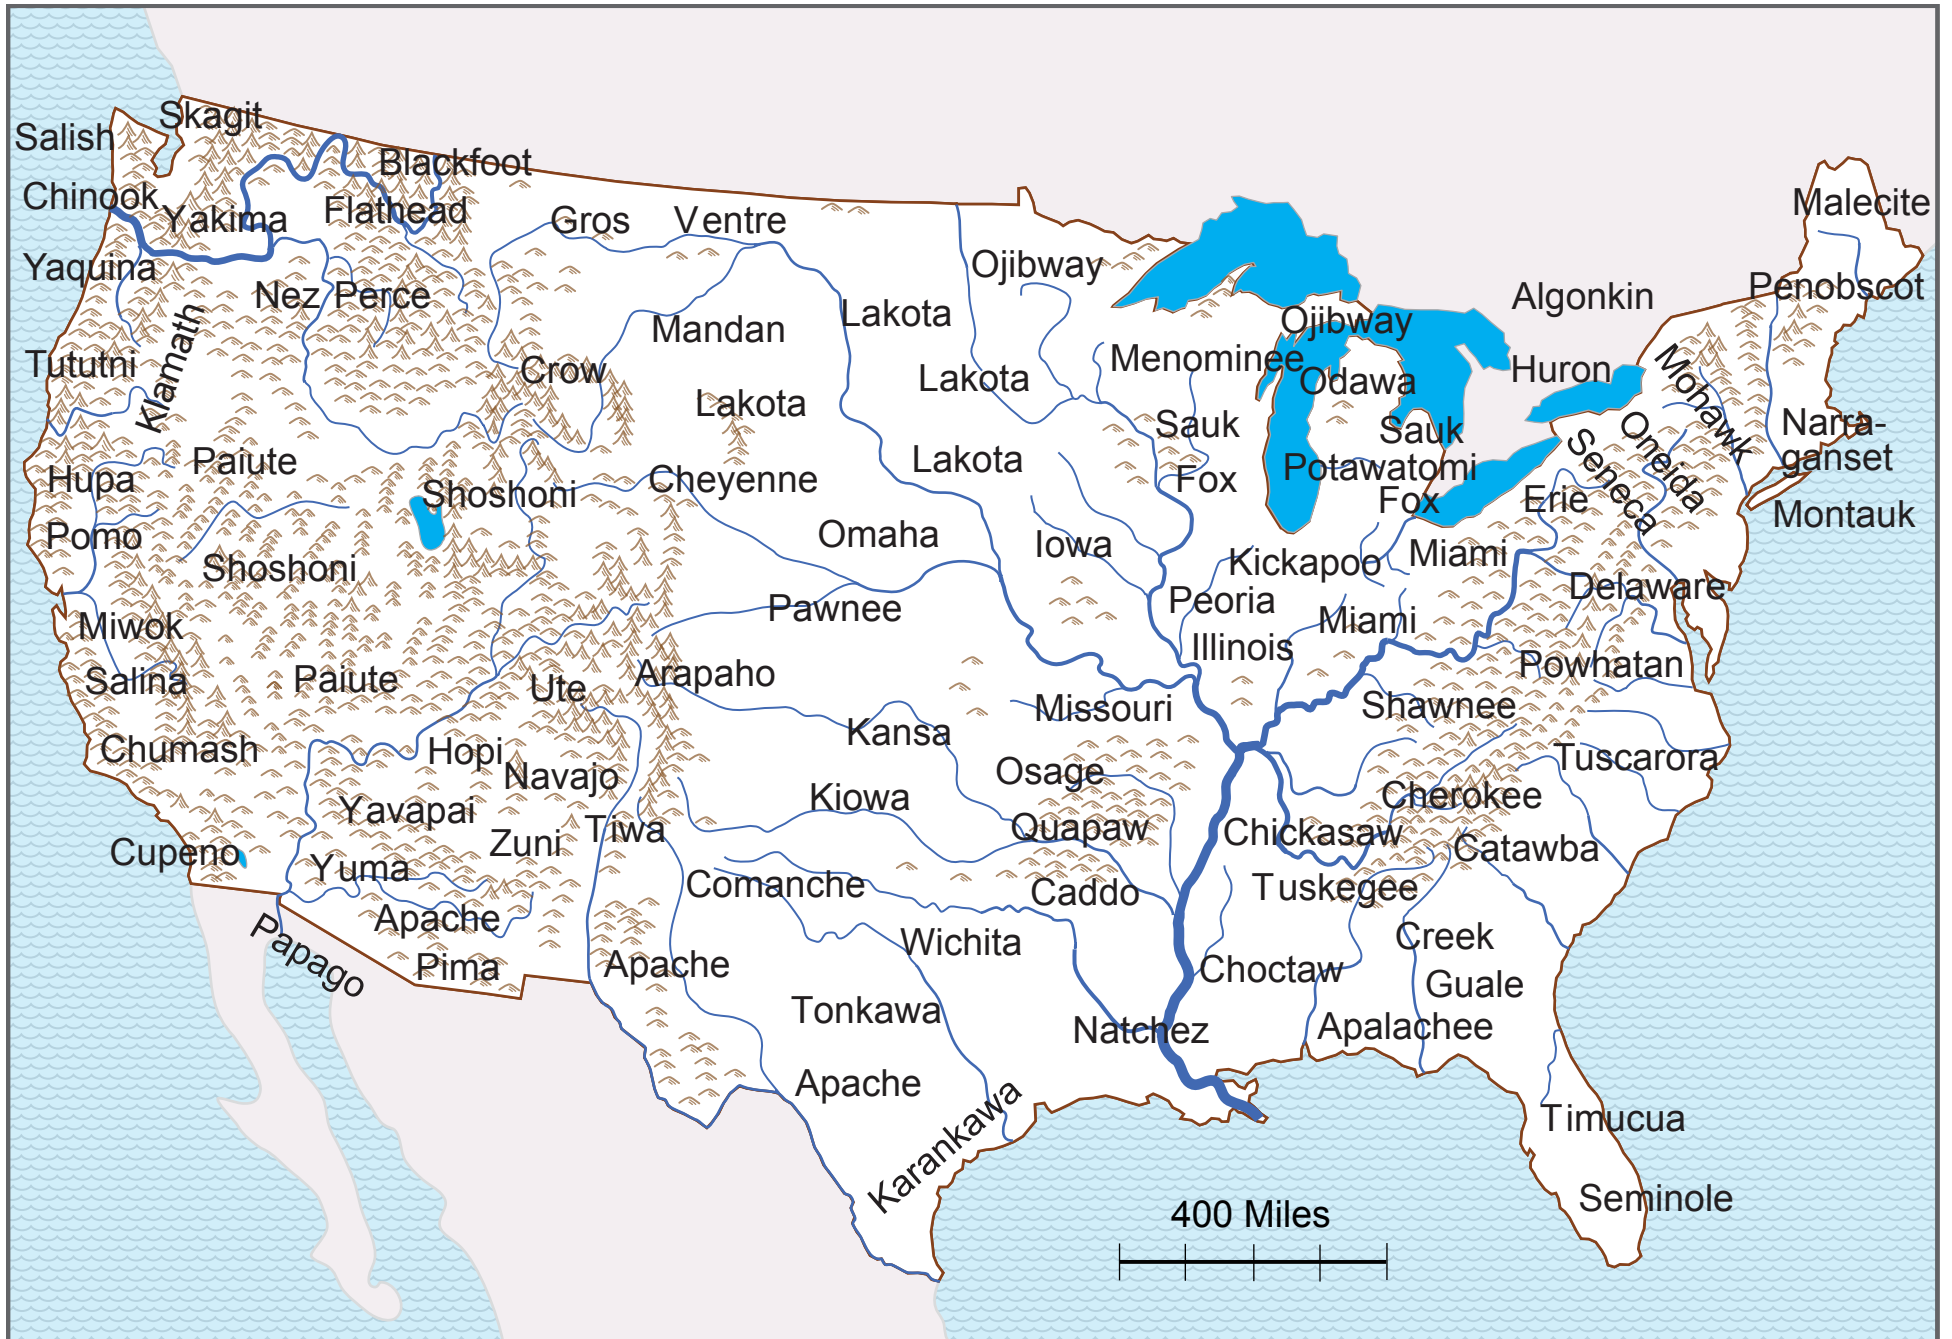 Skagit
Salish
Blackfoot
Chinook
Yakima
Flathead
Gros Ventre
Malecite
Yaquina
Ojibway
Nez Perce
Penobscot
Algonkin
Klamath
Mandan
Lakota
Ojibway
Tututni
Crow
Menominee
Huron
Mohawk
Lakota
Odawa
Lakota
Sauk
Sauk
Oneida
Narra-
ganset
Paiute
Lakota
Hupa
Shoshoni
Cheyenne
Fox
Potawatomi
Fox
Erie
Seneca
Montauk
Pomo
Omaha
Iowa
Shoshoni
Kickapoo
Miami
Delaware
Pawnee
Peoria
Miami
Miwok
Illinois
Salina
Paiute
Ute
Arapaho
Powhatan
Missouri
Shawnee
Chumash
Hopi
Kansa
Navajo
Osage
Tuscarora
Yavapai
Kiowa
Cherokee
Zuni
Tiwa
Quapaw
Chickasaw
Cupeno
Yuma
Catawba
Comanche
Caddo
Tuskegee
Apache
Papago
Wichita
Creek
Pima
Apache
Choctaw
Guale
Tonkawa
Natchez
Apalachee
Apache
Karankawa
Timucua
Seminole
400 Miles